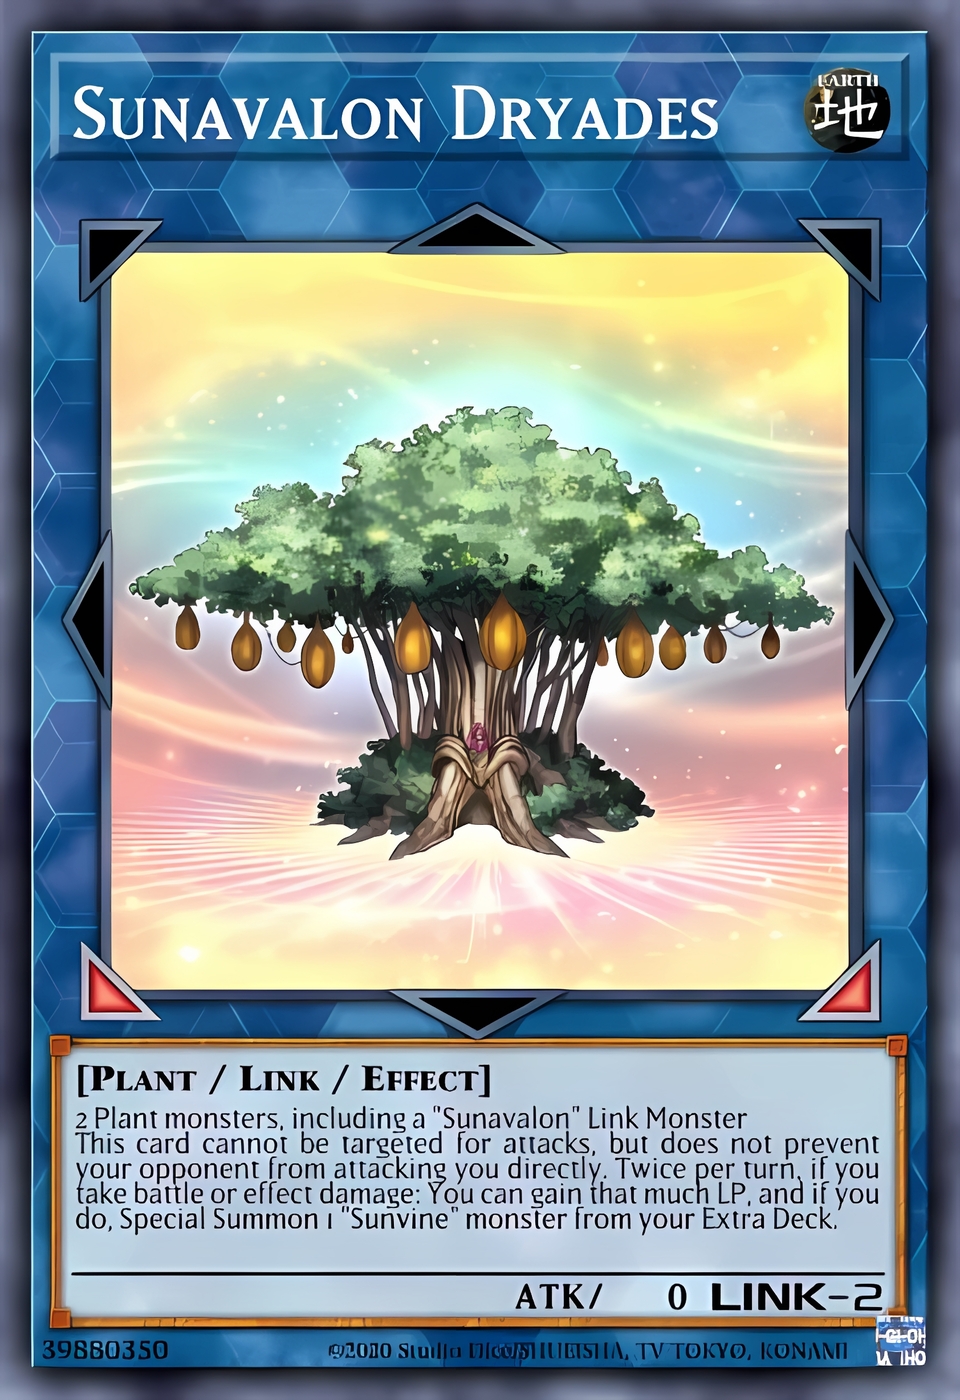 SUNAVALON DRYADES
EARTH
地
[PLANT / LINK / EFFECT]
2 Plant monsters, including a "Sunavalon" Link Monster
This card cannot be targeted for attacks, but does not prevent
your opponent from attacking you directly. Twice per turn, if you
take battle or effect damage: You can gain that much LP, and if you
do, Special Summon 1 "Sunvine" monster from your Extra Deck.
ATK/ 0 LINK-2
39880350 TV TOKYO, KONAMI